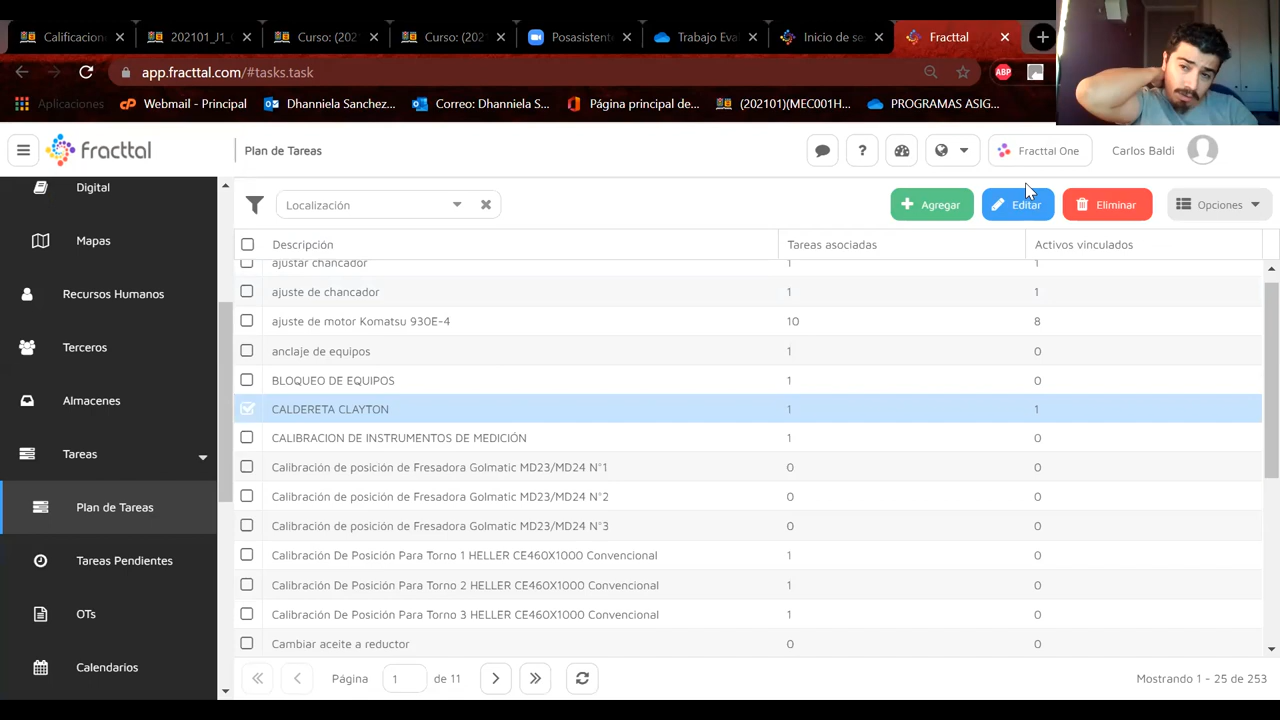 Calificacione
202101_J1_
Curso: (202
Curso: (202
Posasistente
Trabajo Eva
Inicio de se
Fracttal
app.fracttal.com/#tasks.task
ABP
Aplicaciones
Webmail - Principal
Dhanniela Sanchez...
Correo: Dhanniela S...
Página principal de...
(202101)(MEC001H...
PROGRAMAS ASIG...
fracttal
Plan de Tareas
?
Fracttal One
Carlos Baldi
Digital
Mapas
Recursos Humanos
Terceros
Almacenes
Tareas
Plan de Tareas
Tareas Pendientes
OTs
Calendarios
Localización
Agregar
Editar
Eliminar
Opciones
Descripción Tareas asociadas Activos vinculados
ajustar chancador 1 1
ajuste de chancador 1 1
ajuste de motor Komatsu 930E-4 10 8
anclaje de equipos 1 0
BLOQUEO DE EQUIPOS 1 0
CALDERETA CLAYTON 1 1
CALIBRACION DE INSTRUMENTOS DE MEDICIÓN 1 0
Calibración de posición de Fresadora Golmatic MD23/MD24 N°1 0 0
Calibración de posición de Fresadora Golmatic MD23/MD24 N°2 0 0
Calibración de posición de Fresadora Golmatic MD23/MD24 N°3 0 0
Calibración De Posición Para Torno 1 HELLER CE460X1000 Convencional 1 0
Calibración De Posición Para Torno 2 HELLER CE460X1000 Convencional 1 0
Calibración De Posición Para Torno 3 HELLER CE460X1000 Convencional 1 0
Cambiar aceite a reductor 0 0
Página 1 de 11
Mostrando 1 - 25 de 253